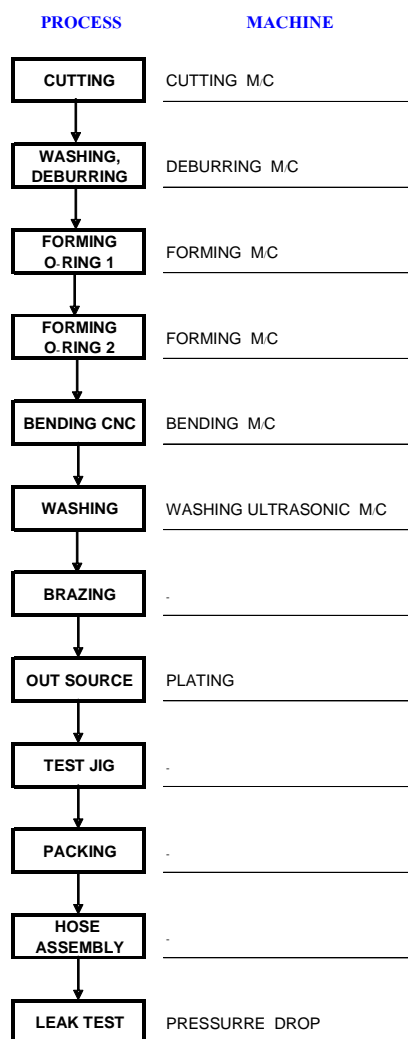 PROCESS MACHINE
CUTTING CUTTING M/C
WASHING,
DEBURRING DEBURRING M/C
FORMING
O-RING 1 FORMING M/C
FORMING
O-RING 2 FORMING M/C
BENDING CNC BENDING M/C
WASHING WASHING ULTRASONIC M/C
BRAZING -
OUT SOURCE PLATING
TEST JIG -
PACKING -
HOSE
ASSEMBLY -
LEAK TEST PRESSURRE DROP